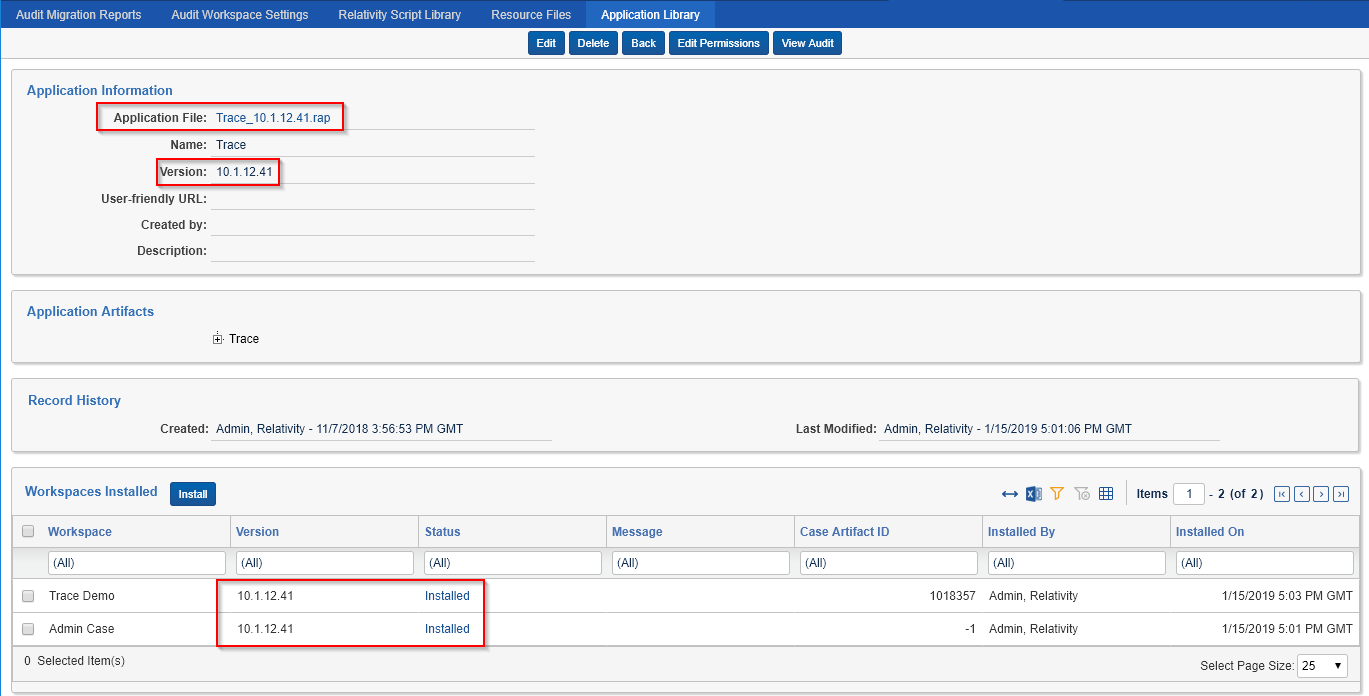 Audit Migration Reports Audit Workspace Settings Relativity Script Library Resource Files Application Library
Edit Delete Back Edit Permissions View Audit
Application Information
Application File: Trace_10.1.12.41.rap
Name: Trace
Version: 10.1.12.41
User-friendly URL:
Created by:
Description:
Application Artifacts
Trace
Record History
Created: Admin, Relativity - 11/7/2018 3:56:53 PM GMT Last Modified: Admin, Relativity - 1/15/2019 5:01:06 PM GMT
Workspaces Installed Install Items 1 - 2 (of 2)
Workspace Version Status Message Case Artifact ID Installed By Installed On
(All) (All) (All) (All) (All) (All) (All)
Trace Demo 10.1.12.41 Installed 1018357 Admin, Relativity 1/15/2019 5:03 PM GMT
Admin Case 10.1.12.41 Installed -1 Admin, Relativity 1/15/2019 5:01 PM GMT
0 Selected Item(s)
Select Page Size: 25